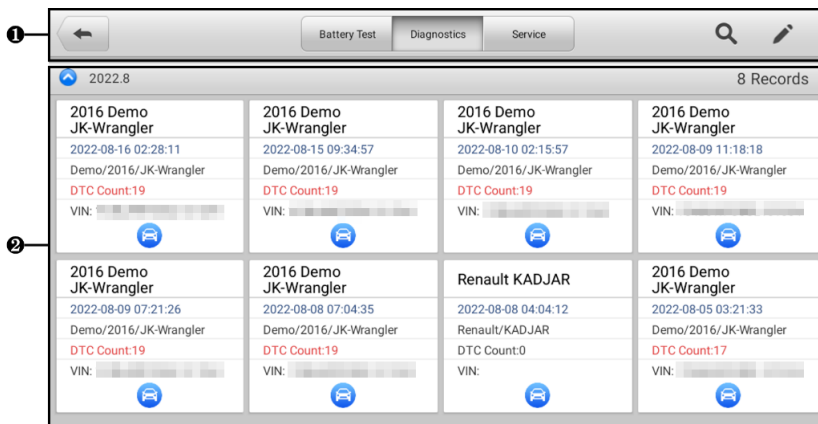 ❶
Battery Test Diagnostics Service
❷
2022.8 8 Records
2016 Demo
JK-Wrangler
2022-08-16 02:28:11
Demo/2016/JK-Wrangler
DTC Count:19
VIN:
2016 Demo
JK-Wrangler
2022-08-15 09:34:57
Demo/2016/JK-Wrangler
DTC Count:19
VIN:
2016 Demo
JK-Wrangler
2022-08-10 02:15:57
Demo/2016/JK-Wrangler
DTC Count:19
VIN:
2016 Demo
JK-Wrangler
2022-08-09 11:18:18
Demo/2016/JK-Wrangler
DTC Count:19
VIN:
2016 Demo
JK-Wrangler
2022-08-09 07:21:26
Demo/2016/JK-Wrangler
DTC Count:19
VIN:
2016 Demo
JK-Wrangler
2022-08-08 07:04:35
Demo/2016/JK-Wrangler
DTC Count:19
VIN:
Renault KADJAR
2022-08-08 04:04:12
Renault/KADJAR
DTC Count:0
VIN:
2016 Demo
JK-Wrangler
2022-08-05 03:21:33
Demo/2016/JK-Wrangler
DTC Count:17
VIN: